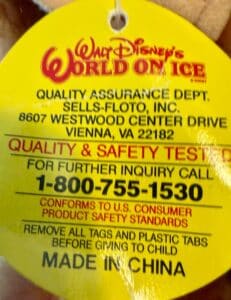 WALT DISNEY'S
WORLD ON ICE
QUALITY ASSURANCE DEPT.
SELLS-FLOTO, INC.
8607 WESTWOOD CENTER DRIVE
VIENNA, VA 22182
QUALITY & SAFETY TESTED
FOR FURTHER INQUIRY CALL
1-800-755-1530
CONFORMS TO U.S. CONSUMER
PRODUCT SAFETY STANDARDS
REMOVE ALL TAGS AND PLASTIC TABS
BEFORE GIVING TO CHILD
MADE IN CHINA